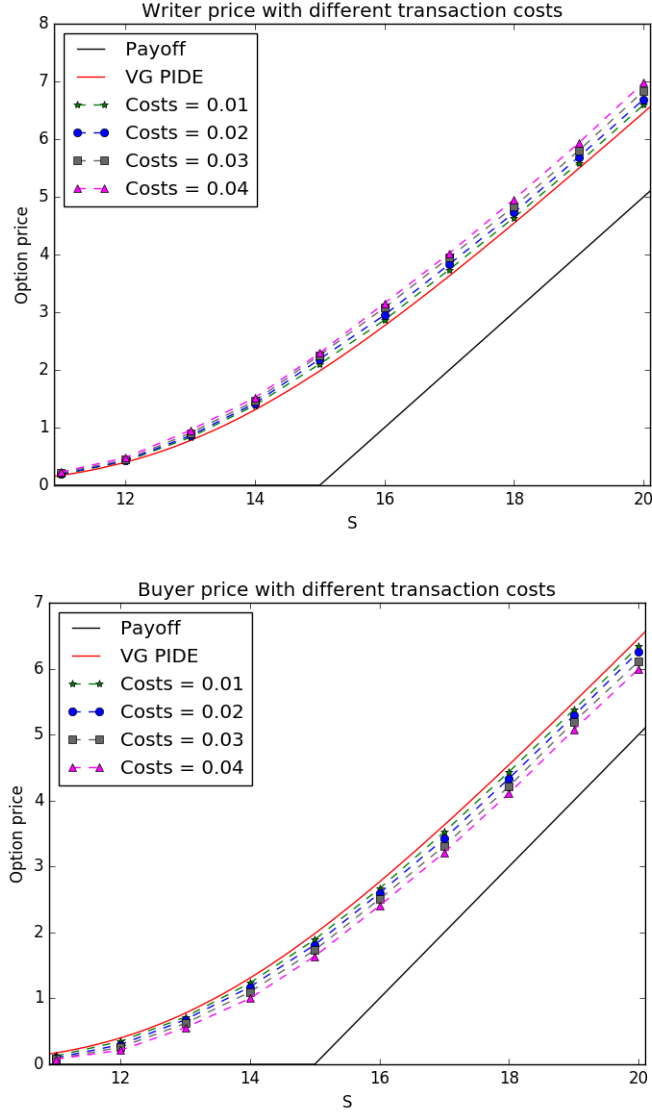 Writer price with different transaction costs
8
7
6
5
4
3
2
1
0
Option price
Payoff
VG PIDE
Costs = 0.01
Costs = 0.02
Costs = 0.03
Costs = 0.04
12
14
16
18
20
S
Buyer price with different transaction costs
7
6
5
4
3
2
1
0
Option price
Payoff
VG PIDE
Costs = 0.01
Costs = 0.02
Costs = 0.03
Costs = 0.04
12
14
16
18
20
S